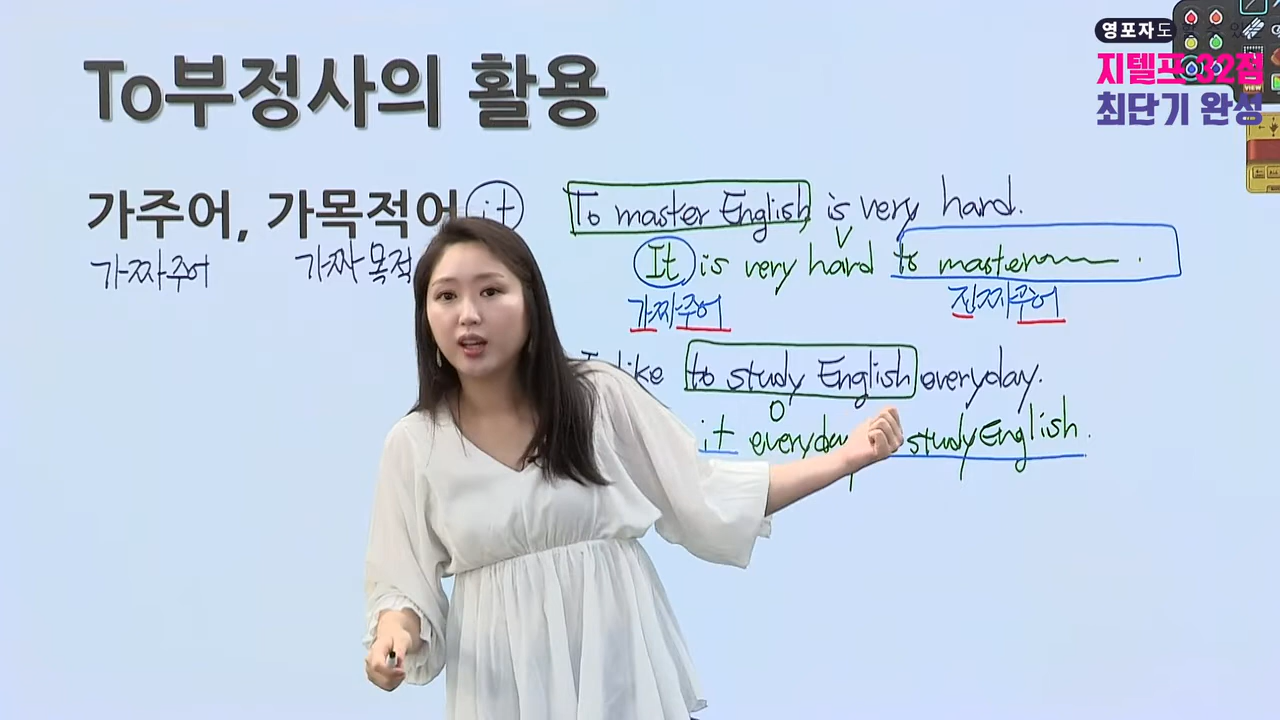 영포자도
지텔프 32점
최단기 완성
To부정사의 활용
가주어, 가목적어 it
가짜주어 가짜 목적
To master English is very hard.
It is very hard to master .
가짜주어 진짜주어
like to study English everyday.
O
it everyday study English.